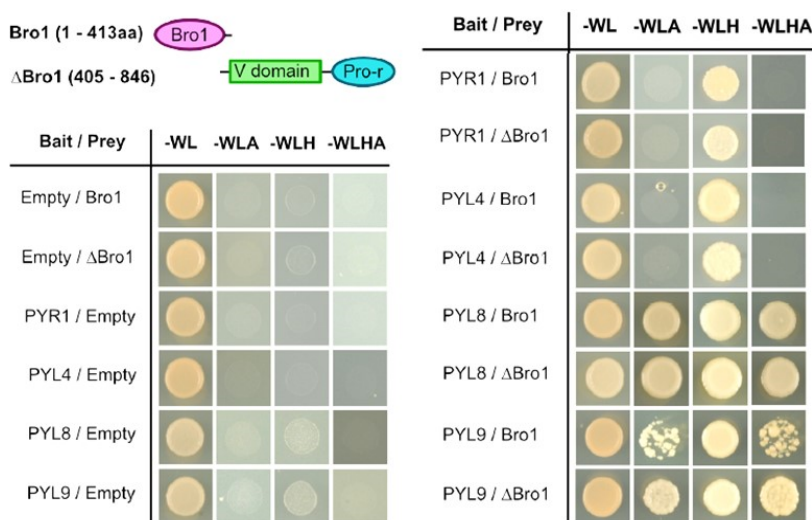 Bro1 (1 - 413aa) Bro1
ΔBro1 (405 - 846) V domain Pro-r
Bait / Prey -WL -WLA -WLH -WLHA
Empty / Bro1
Empty / ΔBro1
PYR1 / Empty
PYL4 / Empty
PYL8 / Empty
PYL9 / Empty
Bait / Prey -WL -WLA -WLH -WLHA
PYR1 / Bro1
PYR1 / ΔBro1
PYL4 / Bro1
PYL4 / ΔBro1
PYL8 / Bro1
PYL8 / ΔBro1
PYL9 / Bro1
PYL9 / ΔBro1